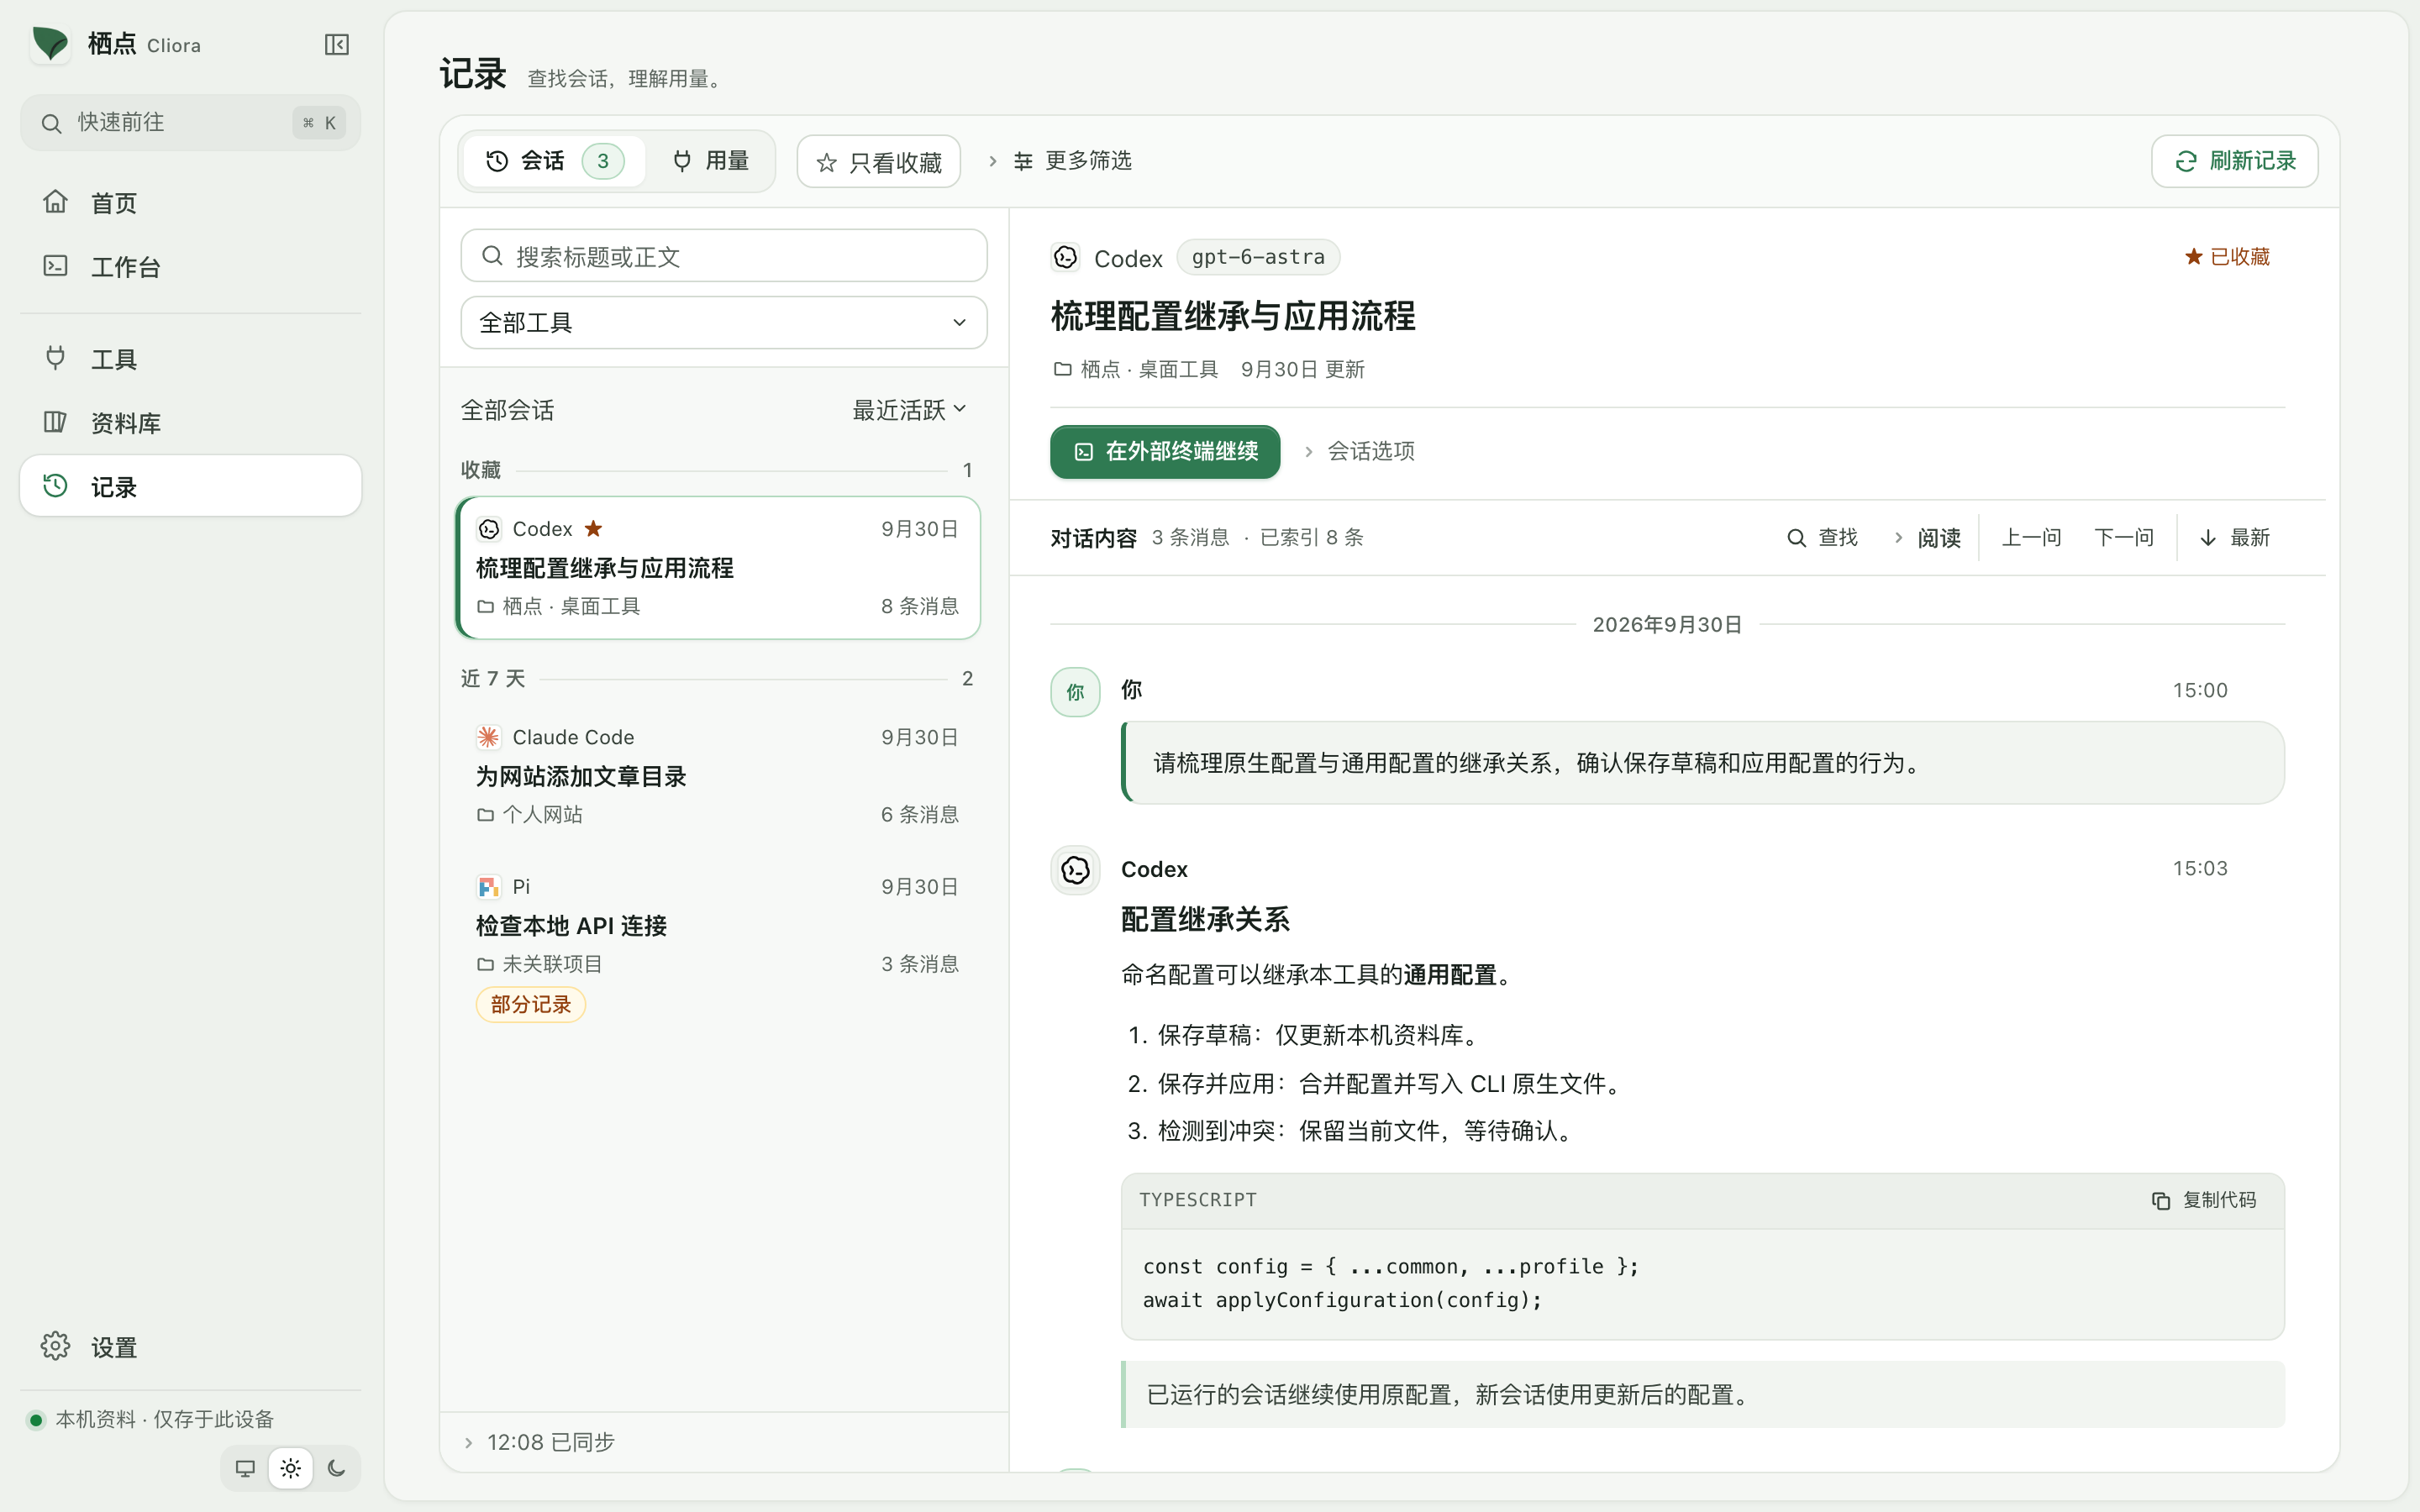 栖点 Cliora
快速前往 ⌘ K
首页
工作台
工具
资料库
记录
设置
本机资料 · 仅存于此设备
记录 查找会话，理解用量。
会话 3 用量 只看收藏 更多筛选 刷新记录
搜索标题或正文
全部工具
全部会话 最近活跃
收藏 1
Codex 9月30日
梳理配置继承与应用流程
栖点 · 桌面工具 8 条消息
近 7 天 2
Claude Code 9月30日
为网站添加文章目录
个人网站 6 条消息
Pi 9月30日
检查本地 API 连接
未关联项目 3 条消息
部分记录
12:08 已同步
Codex gpt-6-astra 已收藏
梳理配置继承与应用流程
栖点 · 桌面工具 9月30日 更新
在外部终端继续 会话选项
对话内容 3 条消息 · 已索引 8 条 查找 阅读 上一问 下一问 最新
2026年9月30日
你 你 15:00
请梳理原生配置与通用配置的继承关系，确认保存草稿和应用配置的行为。
Codex 15:03
配置继承关系
命名配置可以继承本工具的通用配置。
1. 保存草稿：仅更新本机资料库。
2. 保存并应用：合并配置并写入 CLI 原生文件。
3. 检测到冲突：保留当前文件，等待确认。
TYPESCRIPT 复制代码
const config = { ...common, ...profile };
await applyConfiguration(config);
已运行的会话继续使用原配置，新会话使用更新后的配置。